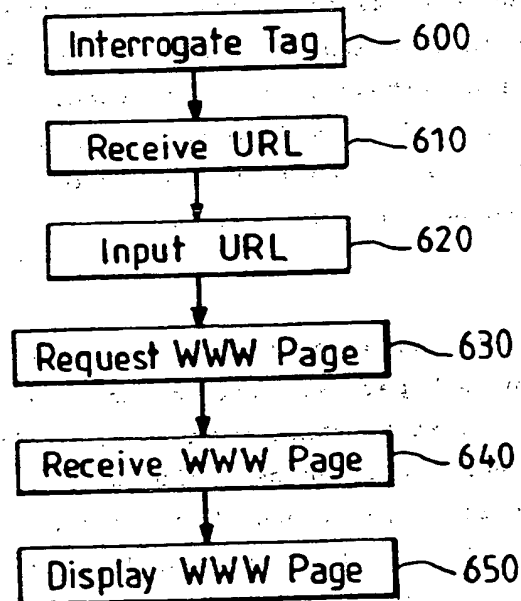 Interrogate Tag 600
Receive URL 610
Input URL 620
Request WWW Page 630
Receive WWW Page 640
Display WWW Page 650